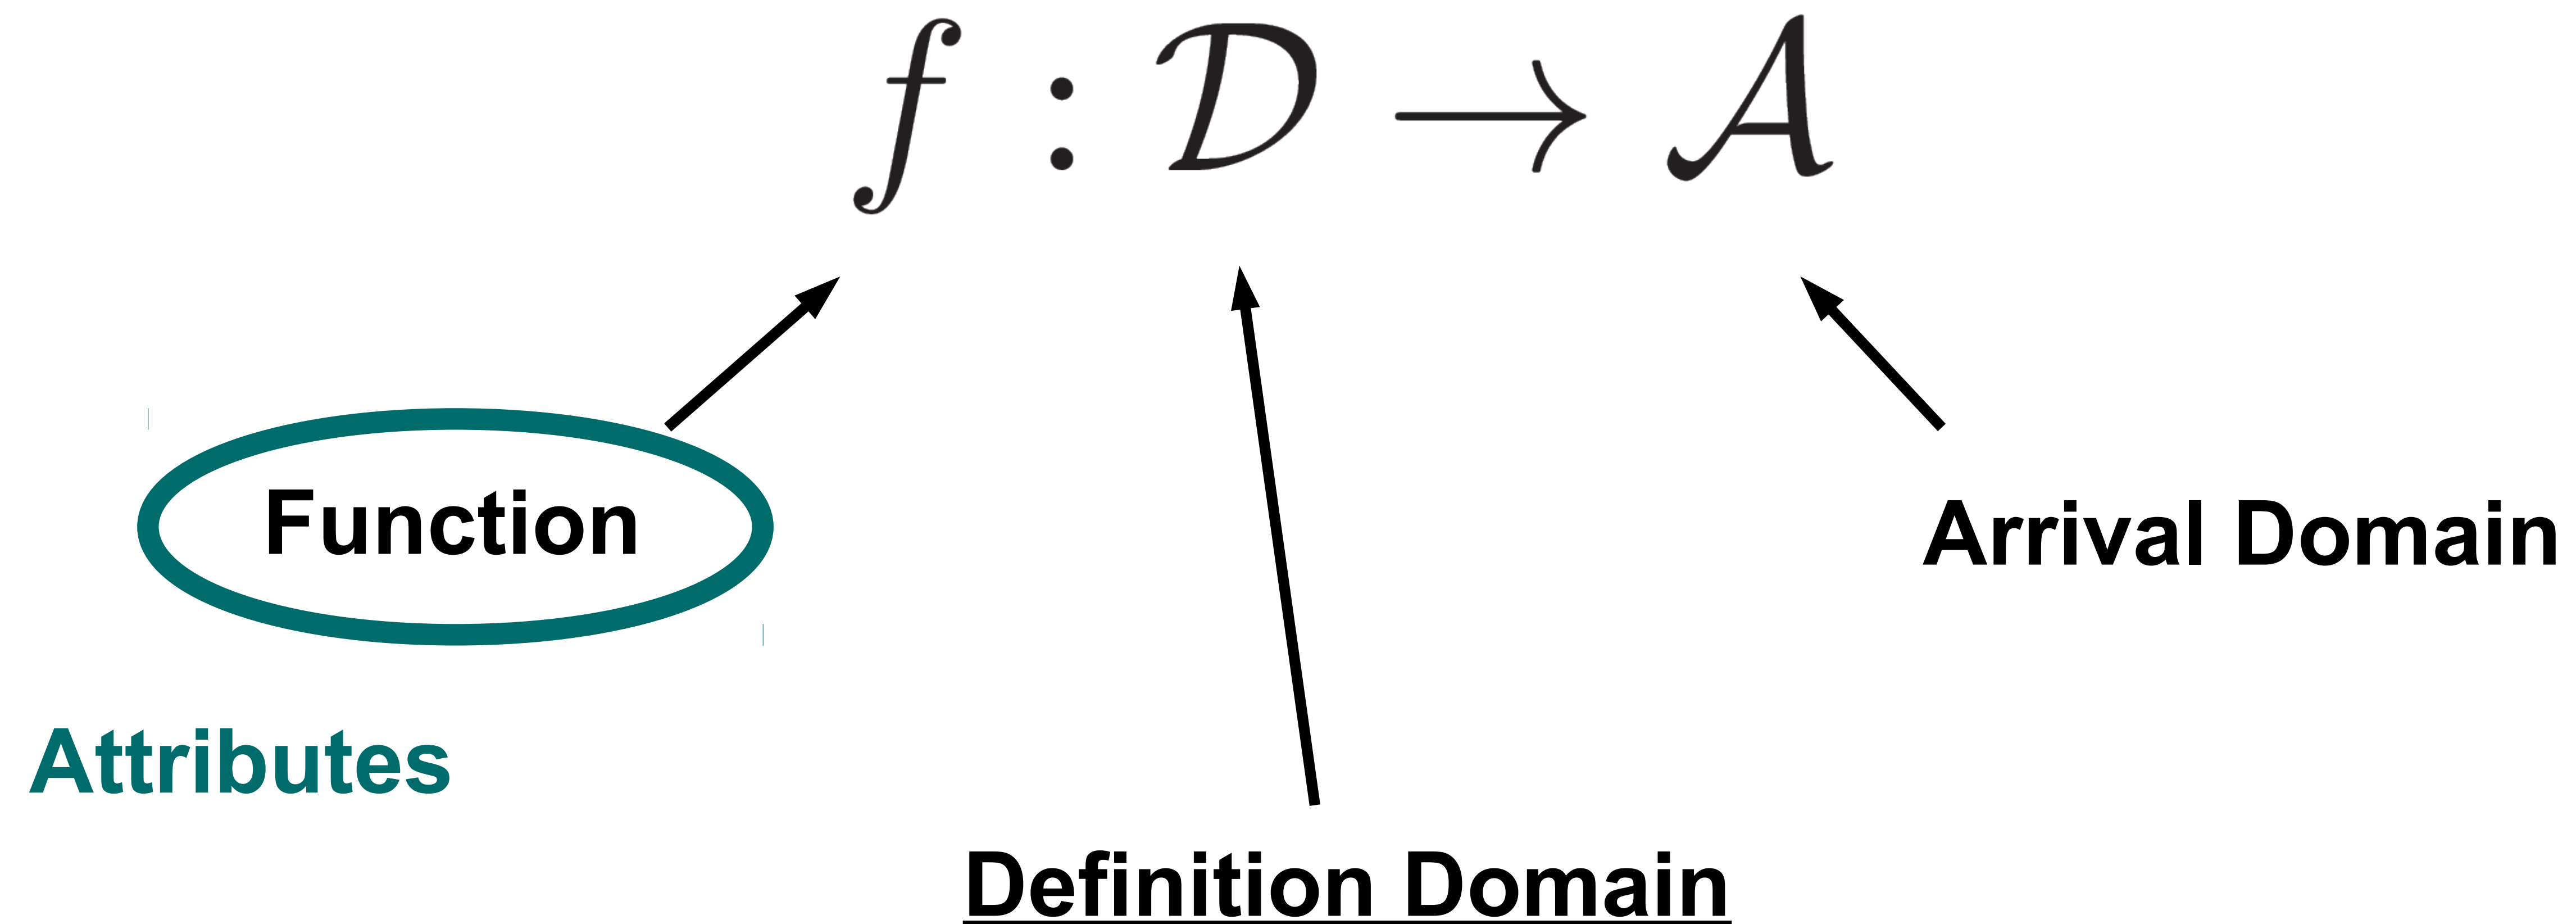 f : 𝒟 → 𝒜
Function
Arrival Domain
Attributes
Definition Domain